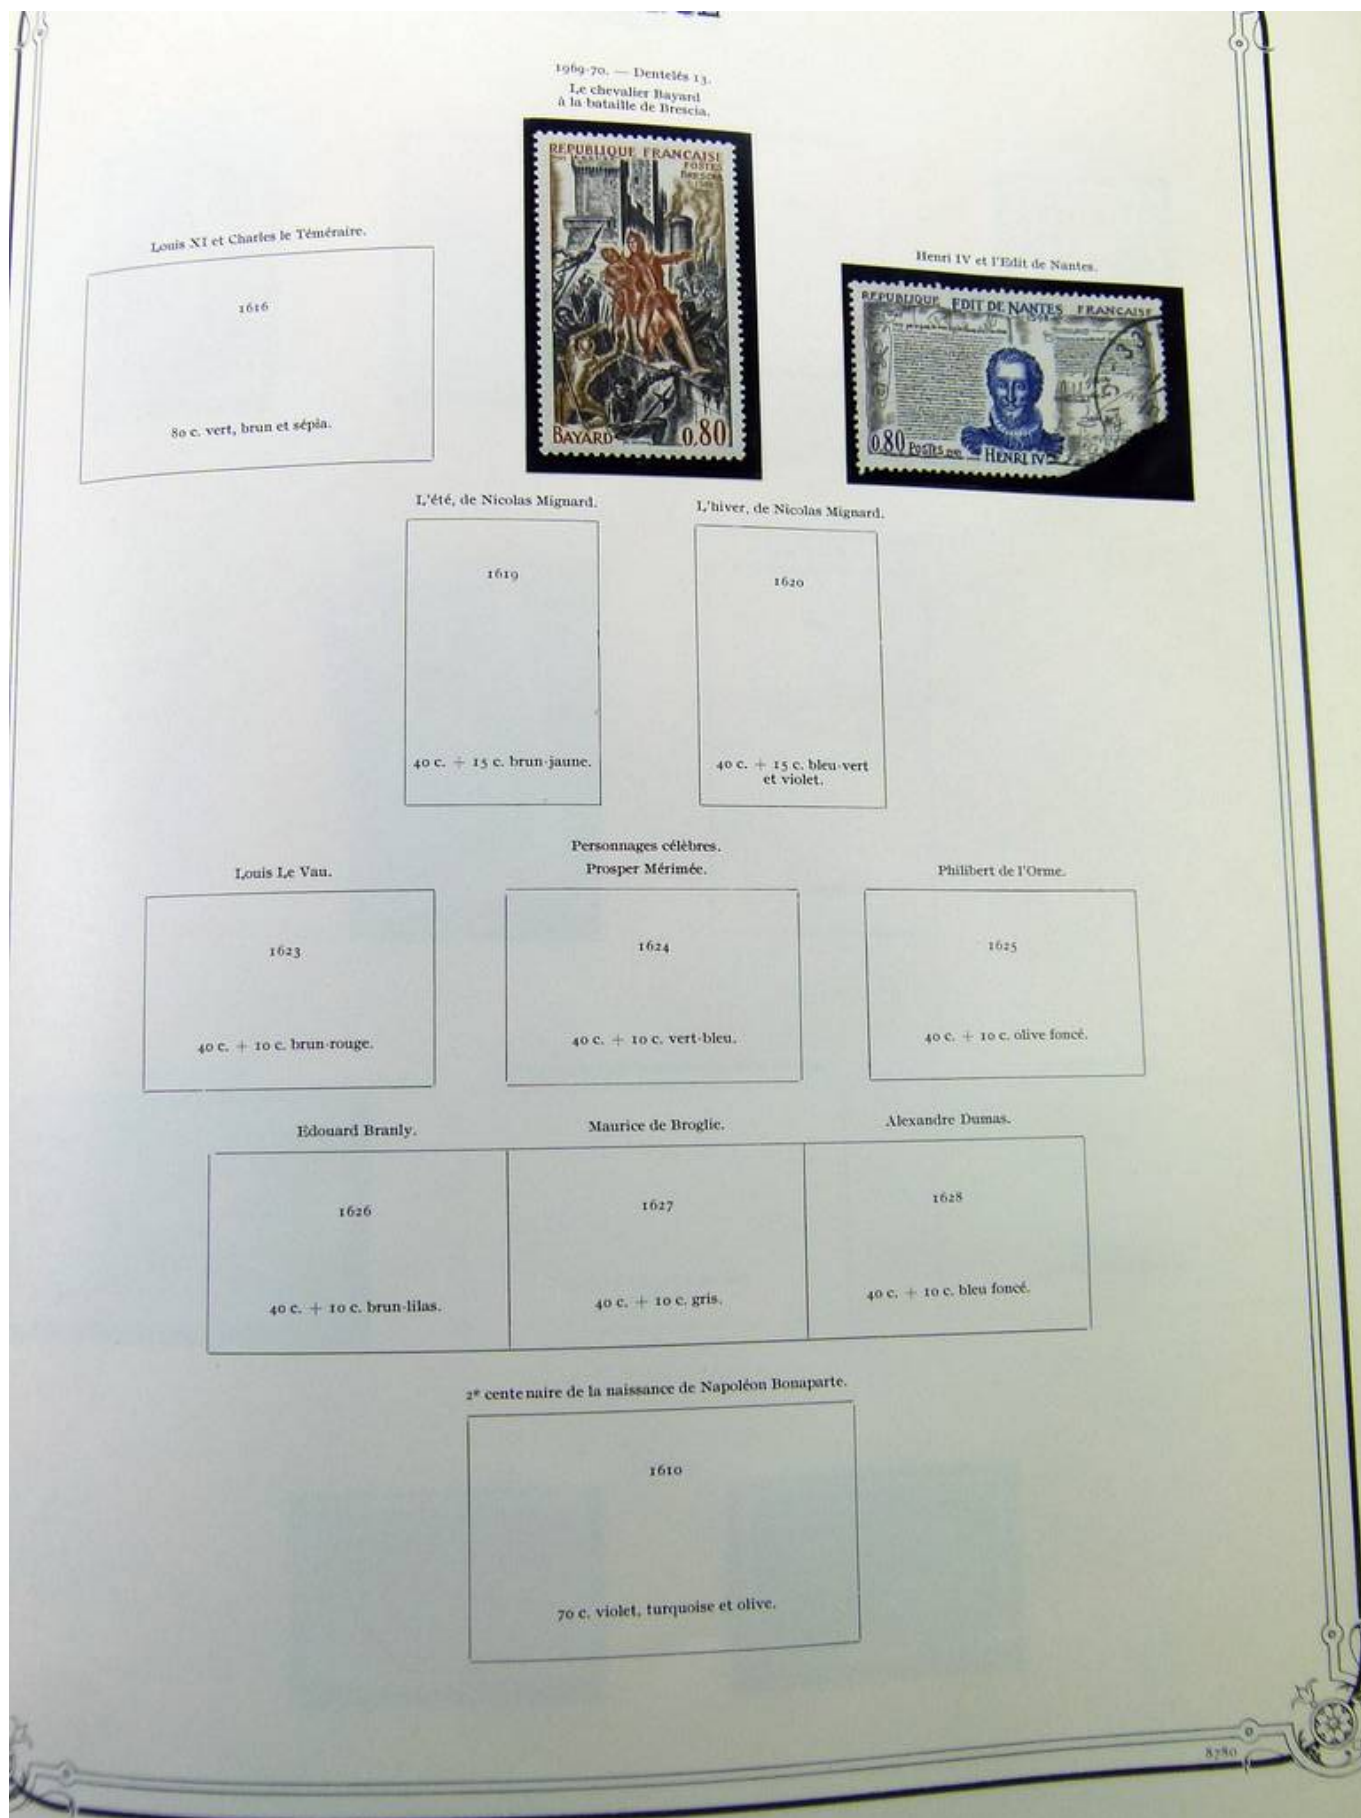 1969-70. — Dentelés 13.
Le chevalier Bayard
à la bataille de Brescia.
REPUBLIQUE FRANÇAISE
POSTES
BRESCIA
BAYARD
0,80
Louis XI et Charles le Téméraire.
1616
80 c. vert, brun et sépia.
Henri IV et l'Edit de Nantes.
REPUBLIQUE EDIT DE NANTES FRANÇAISE
1598
0,80 POSTES HENRI IV
L'été, de Nicolas Mignard.
1619
40 c. + 15 c. brun-jaune.
L'hiver, de Nicolas Mignard.
1620
40 c. + 15 c. bleu-vert
et violet.
Personnages célèbres.
Louis Le Vau.
1623
40 c. + 10 c. brun-rouge.
Prosper Mérimée.
1624
40 c. + 10 c. vert-bleu.
Philibert de l'Orme.
1625
40 c. + 10 c. olive foncé.
Edouard Branly.
1626
40 c. + 10 c. brun-lilas.
Maurice de Broglie.
1627
40 c. + 10 c. gris.
Alexandre Dumas.
1628
40 c. + 10 c. bleu foncé.
2e centenaire de la naissance de Napoléon Bonaparte.
1610
70 c. violet, turquoise et olive.
8780